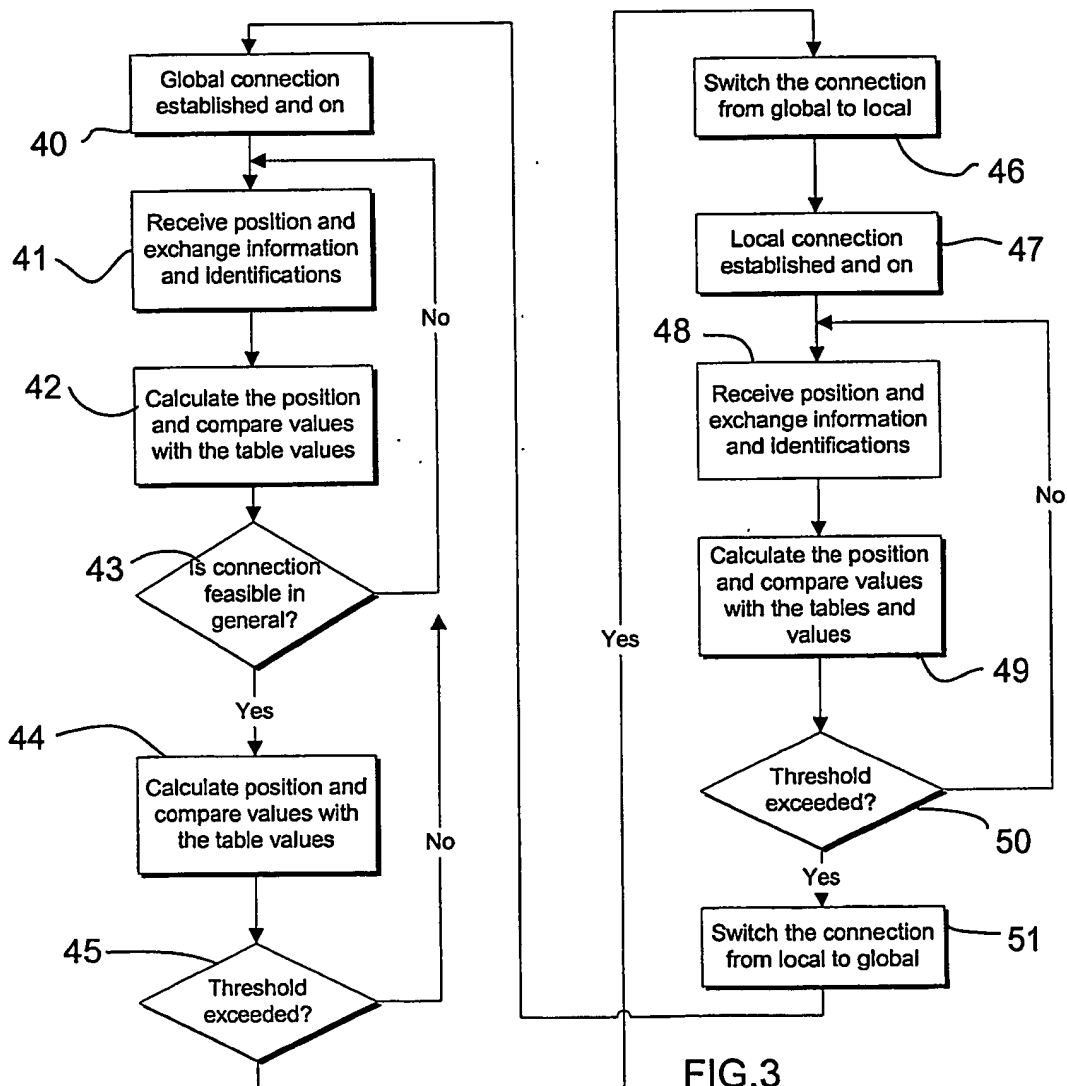 Global connection
established and on
40
Receive position and
exchange information
and identifications
41
No
Calculate the position
and compare values
with the table values
42
Is connection
feasible in
general?
43
Yes
Calculate position and
compare values with
the table values
44
No
Threshold
exceeded?
45
Yes
Switch the connection
from global to local
46
Local connection
established and on
47
Receive position and
exchange information
and identifications
48
No
Calculate the position
and compare values
with the tables and
values
49
Threshold
exceeded?
50
Yes
Switch the connection
from local to global
51
FIG.3